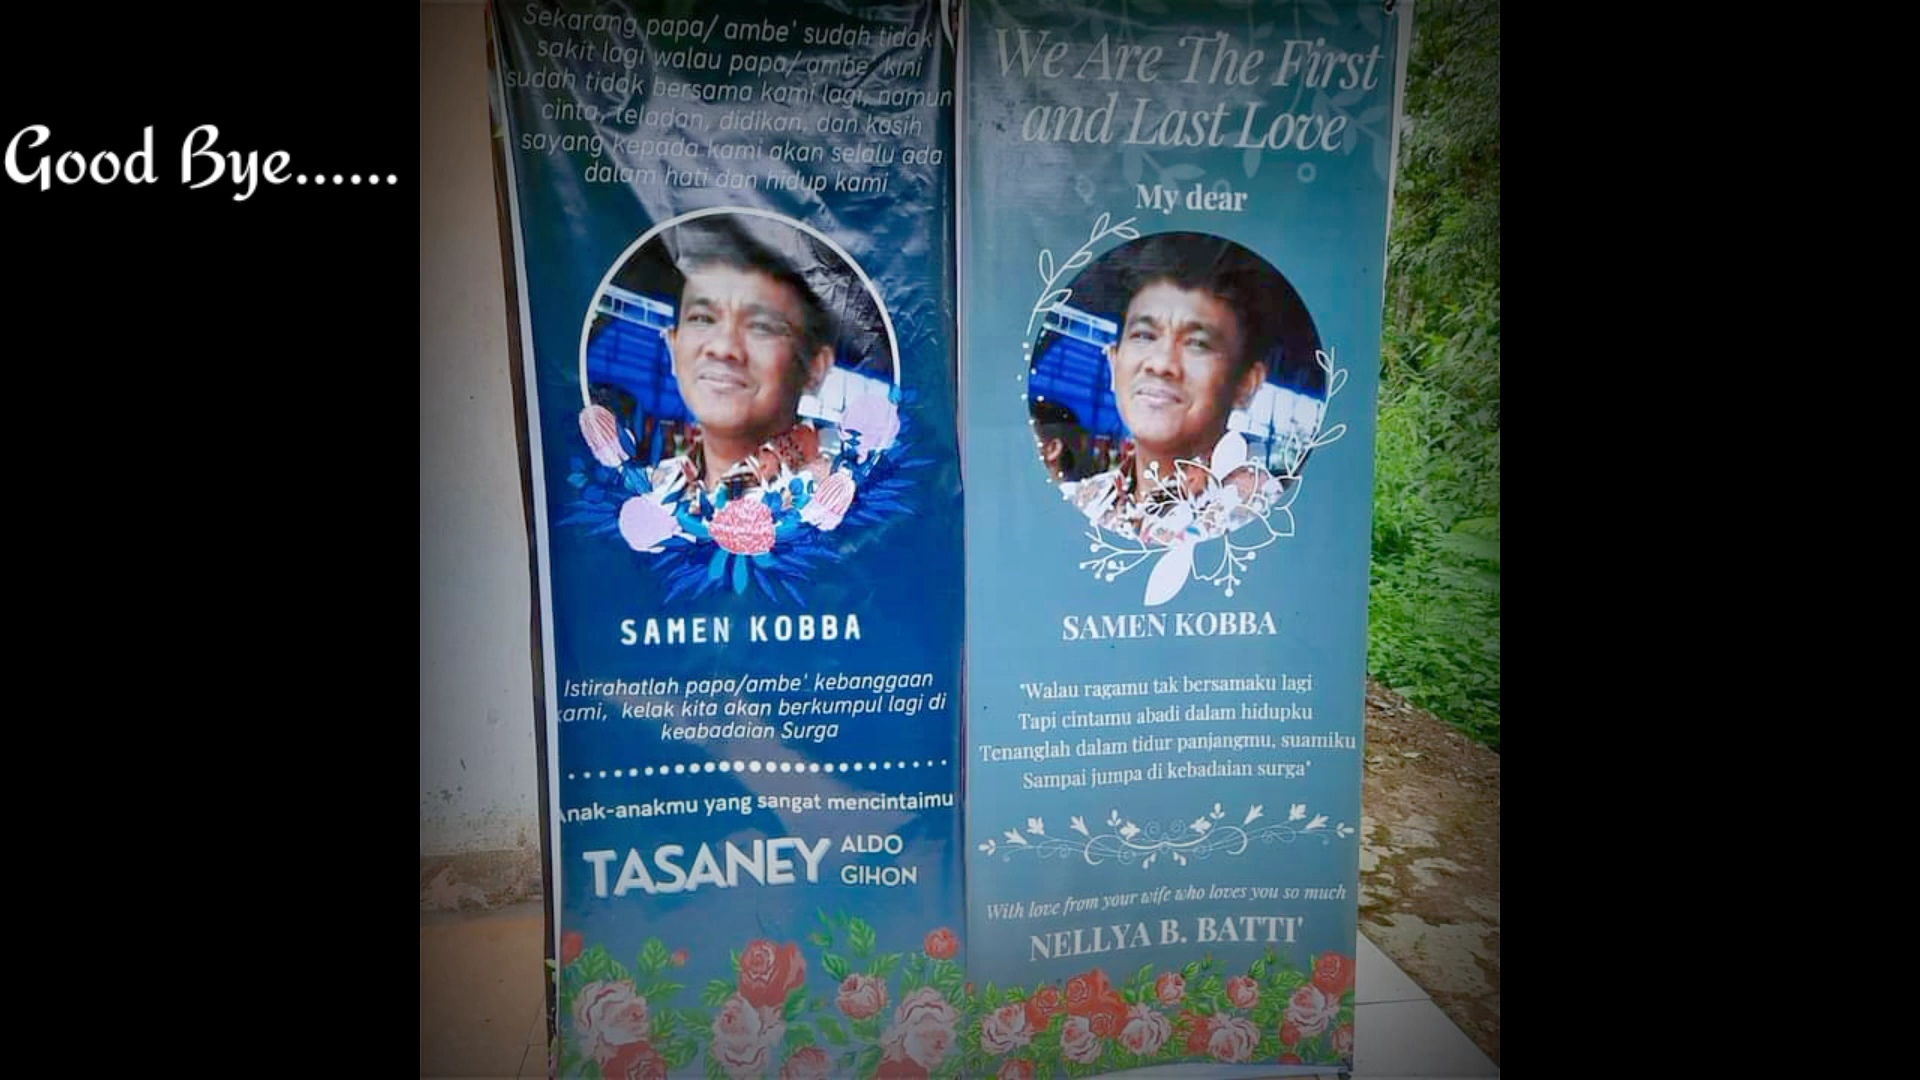 Good Bye......
Sekarang papa/ ambe' sudah tidak
sakit lagi walau papa/ ambe' kini
sudah tidak bersama kami lagi, namun
cinta, teladan, didikan, dan kasih
sayang kepada kami akan selalu ada
dalam hati dan hidup kami
SAMEN KOBBA
Istirahatlah papa/ambe' kebanggaan
kami, kelak kita akan berkumpul lagi di
keabadaian Surga
Anak-anakmu yang sangat mencintaimu
TASANEY
ALDO
GIHON
We Are The First
and Last Love
My dear
SAMEN KOBBA
"Walau ragamu tak bersamaku lagi
Tapi cintamu abadi dalam hidupku
Tenanglah dalam tidur panjangmu, suamiku
Sampai jumpa di kebadaian surga"
With love from your wife who loves you so much
NELLYA B. BATTI'